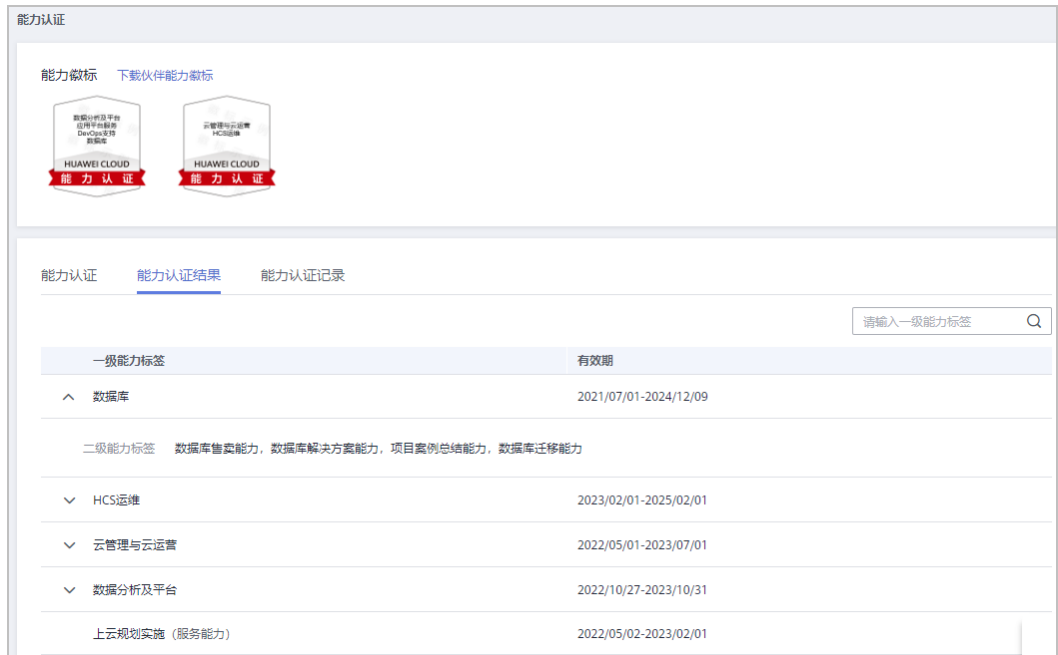 能力认证
能力徽标 下载伙伴能力徽标
数据分析及平台
应用平台服务
DevOps支持
数据库
HUAWEI CLOUD
能力认证
云管理与云运营
HCS运维
HUAWEI CLOUD
能力认证
能力认证 能力认证结果 能力认证记录
请输入一级能力标签
一级能力标签 有效期
数据库 2021/07/01-2024/12/09
二级能力标签 数据库售卖能力，数据库解决方案能力，项目案例总结能力，数据库迁移能力
HCS运维 2023/02/01-2025/02/01
云管理与云运营 2022/05/01-2023/07/01
数据分析及平台 2022/10/27-2023/10/31
上云规划实施（服务能力） 2022/05/02-2023/02/01